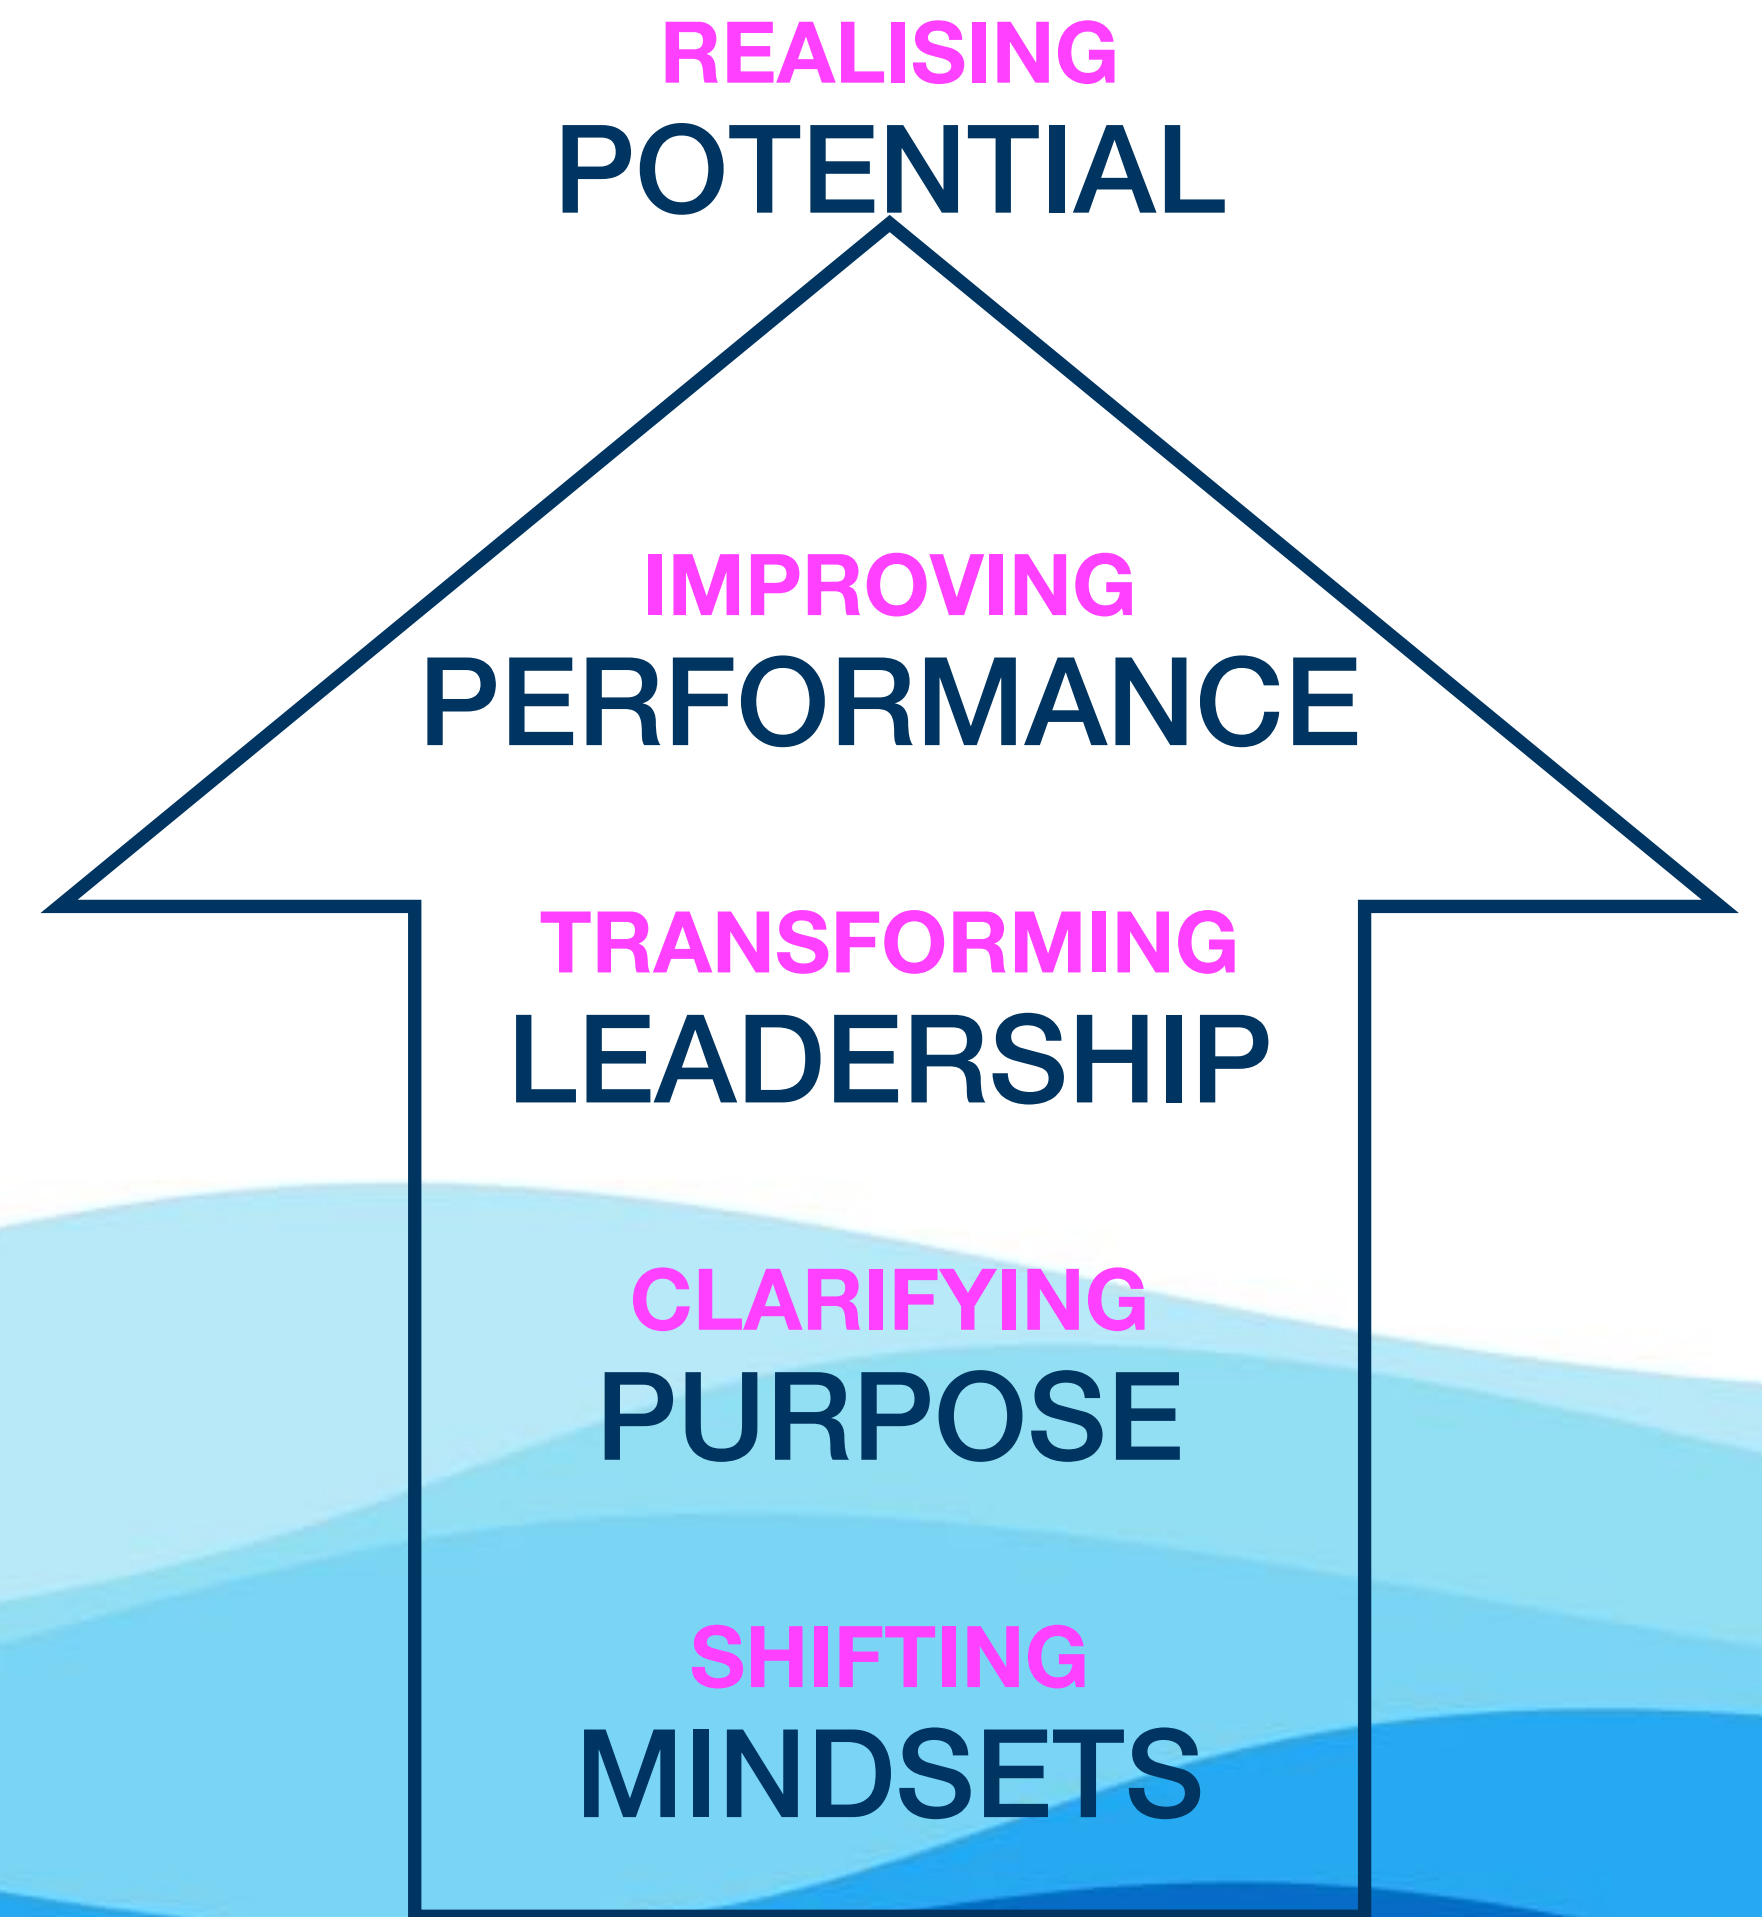 REALISING
POTENTIAL
IMPROVING
PERFORMANCE
TRANSFORMING
LEADERSHIP
CLARIFYING
PURPOSE
SHIFTING
MINDSETS